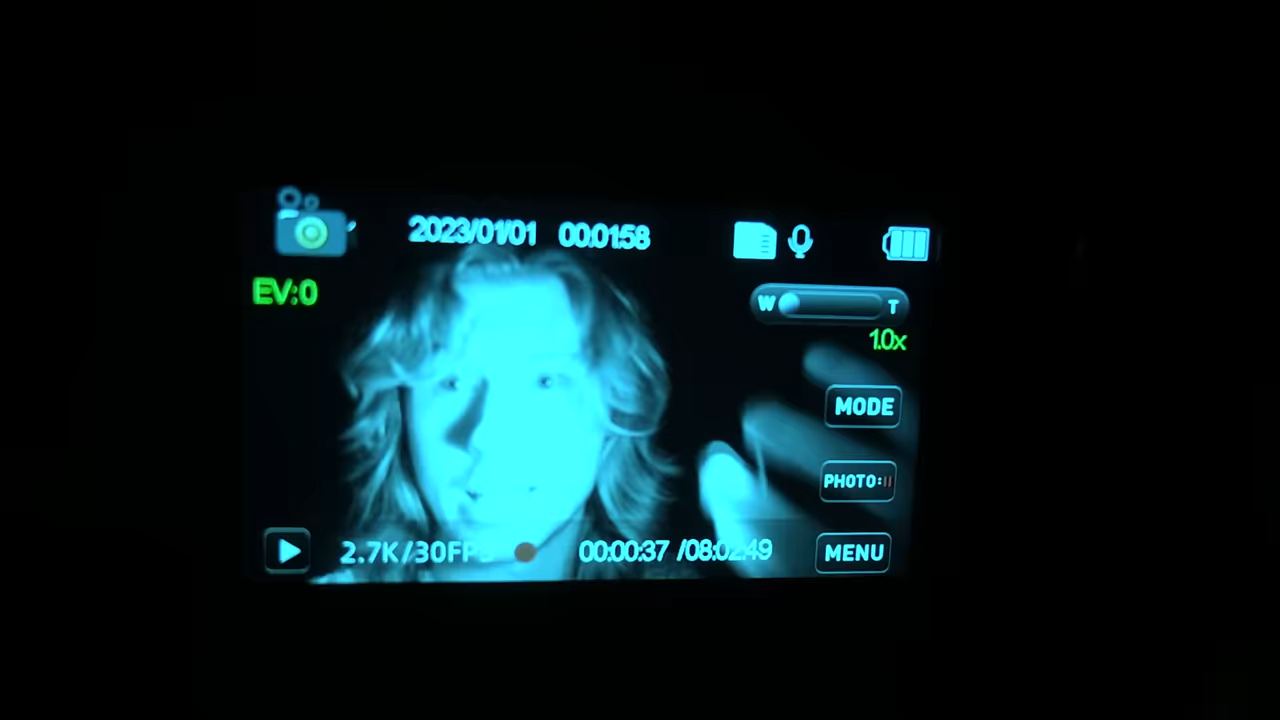 2023/01/01 00:01:58
EV:0
W T
1.0x
MODE
PHOTO:
2.7K/30FPS 00:00:37 /08:02:49
MENU